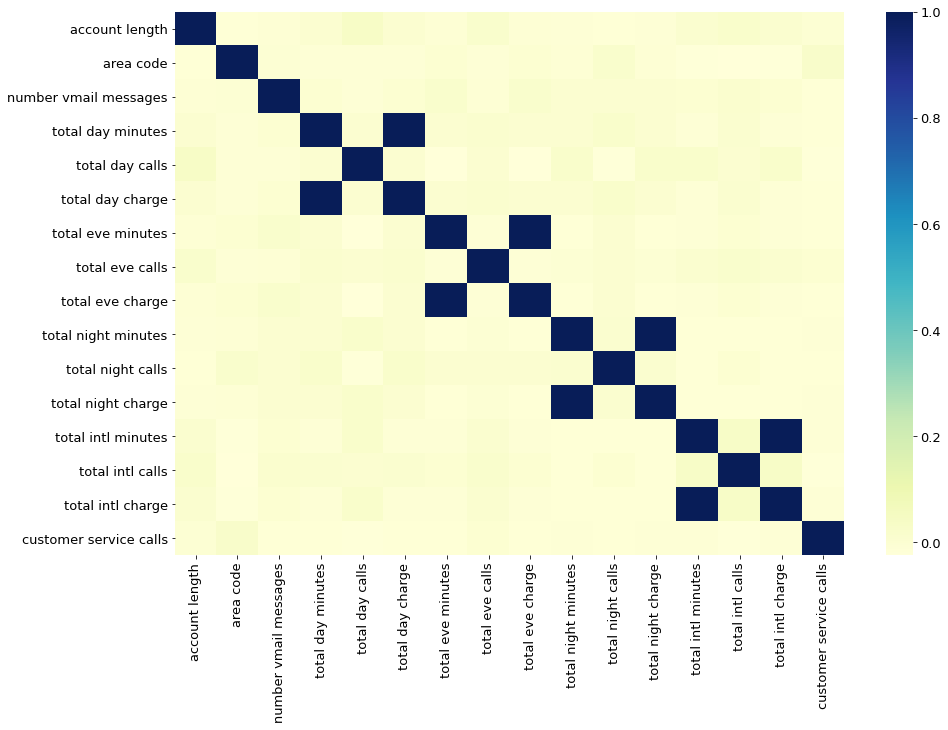 account length
area code
number vmail messages
total day minutes
total day calls
total day charge
total eve minutes
total eve calls
total eve charge
total night minutes
total night calls
total night charge
total intl minutes
total intl calls
total intl charge
customer service calls
account length
area code
number vmail messages
total day minutes
total day calls
total day charge
total eve minutes
total eve calls
total eve charge
total night minutes
total night calls
total night charge
total intl minutes
total intl calls
total intl charge
customer service calls
1.0
0.8
0.6
0.4
0.2
0.0